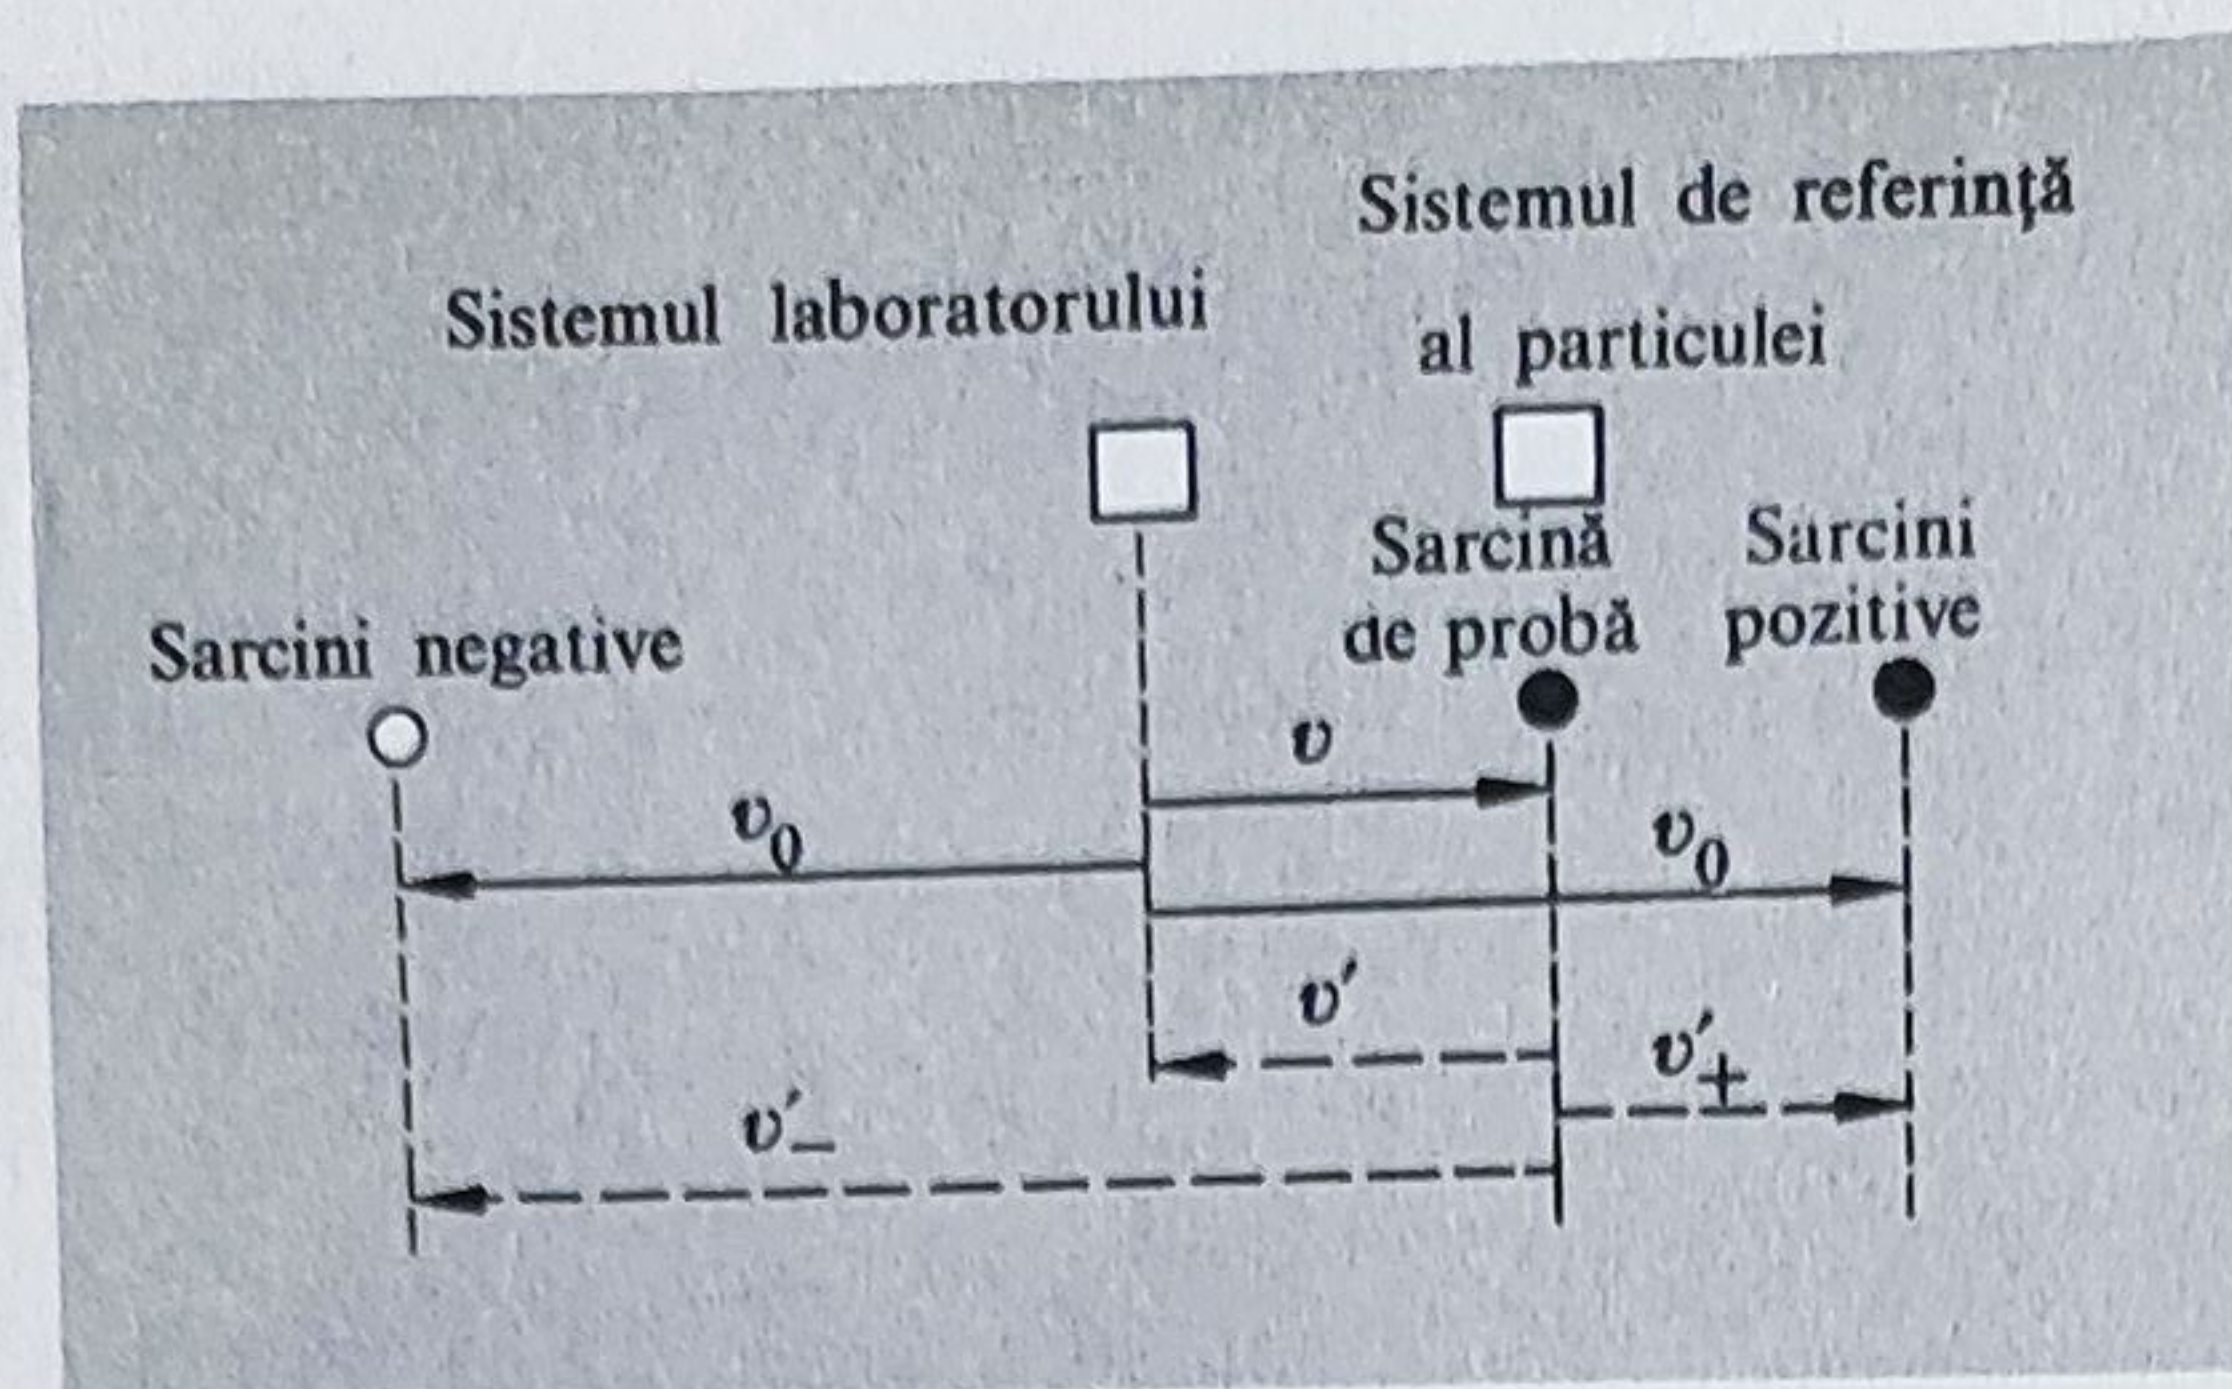 Sistemul de referință
al particulei
Sistemul laboratorului
Sarcină
de probă
Sarcini
pozitive
Sarcini negative
v
v₀
v₀
v′
v′₊
v′₋